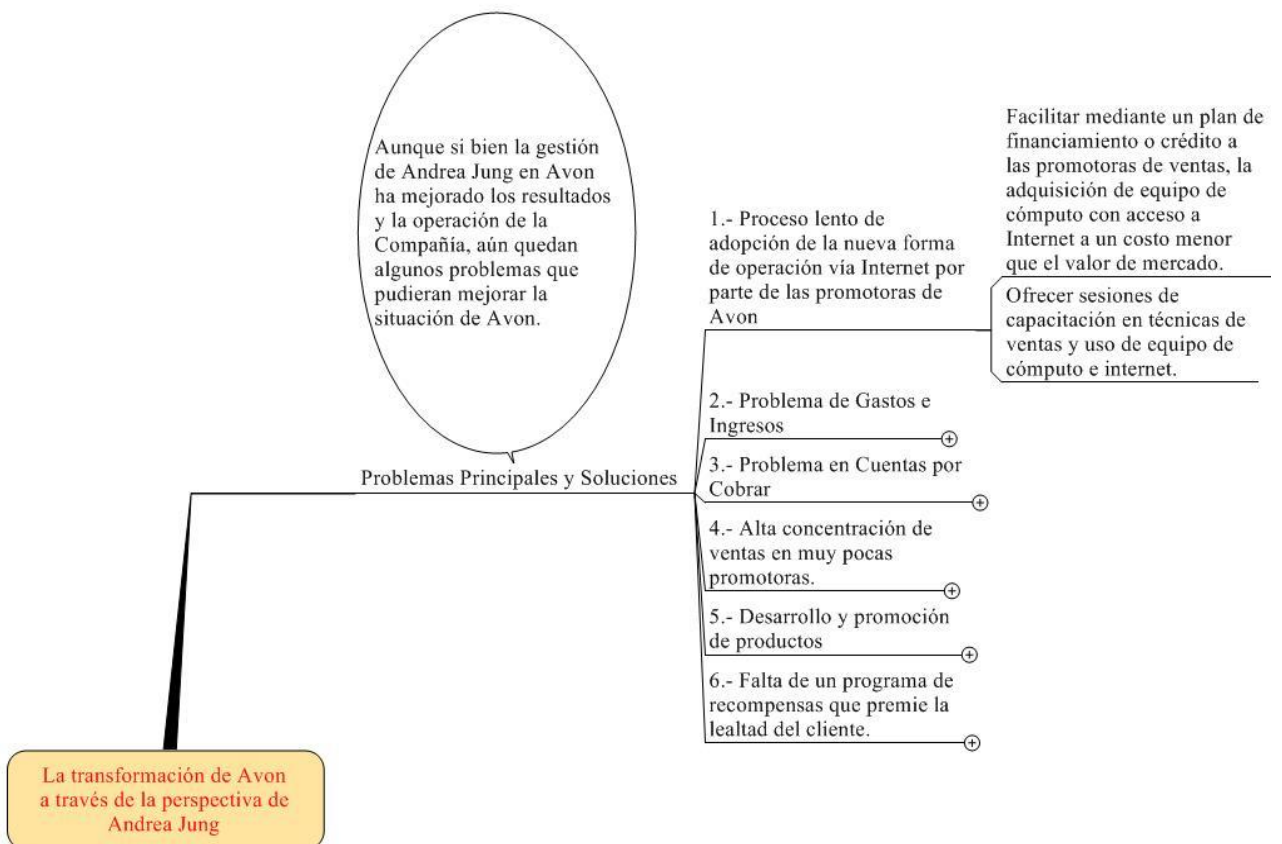 Aunque si bien la gestión
de Andrea Jung en Avon
ha mejorado los resultados
y la operación de la
Compañía, aún quedan
algunos problemas que
pudieran mejorar la
situación de Avon.
Problemas Principales y Soluciones
1.- Proceso lento de
adopción de la nueva forma
de operación vía Internet por
parte de las promotoras de
Avon
Facilitar mediante un plan de
financiamiento o crédito a
las promotoras de ventas, la
adquisición de equipo de
cómputo con acceso a
Internet a un costo menor
que el valor de mercado.
Ofrecer sesiones de
capacitación en técnicas de
ventas y uso de equipo de
cómputo e internet.
2.- Problema de Gastos e
Ingresos
3.- Problema en Cuentas por
Cobrar
4.- Alta concentración de
ventas en muy pocas
promotoras.
5.- Desarrollo y promoción
de productos
6.- Falta de un programa de
recompensas que premie la
lealtad del cliente.
La transformación de Avon
a través de la perspectiva de
Andrea Jung